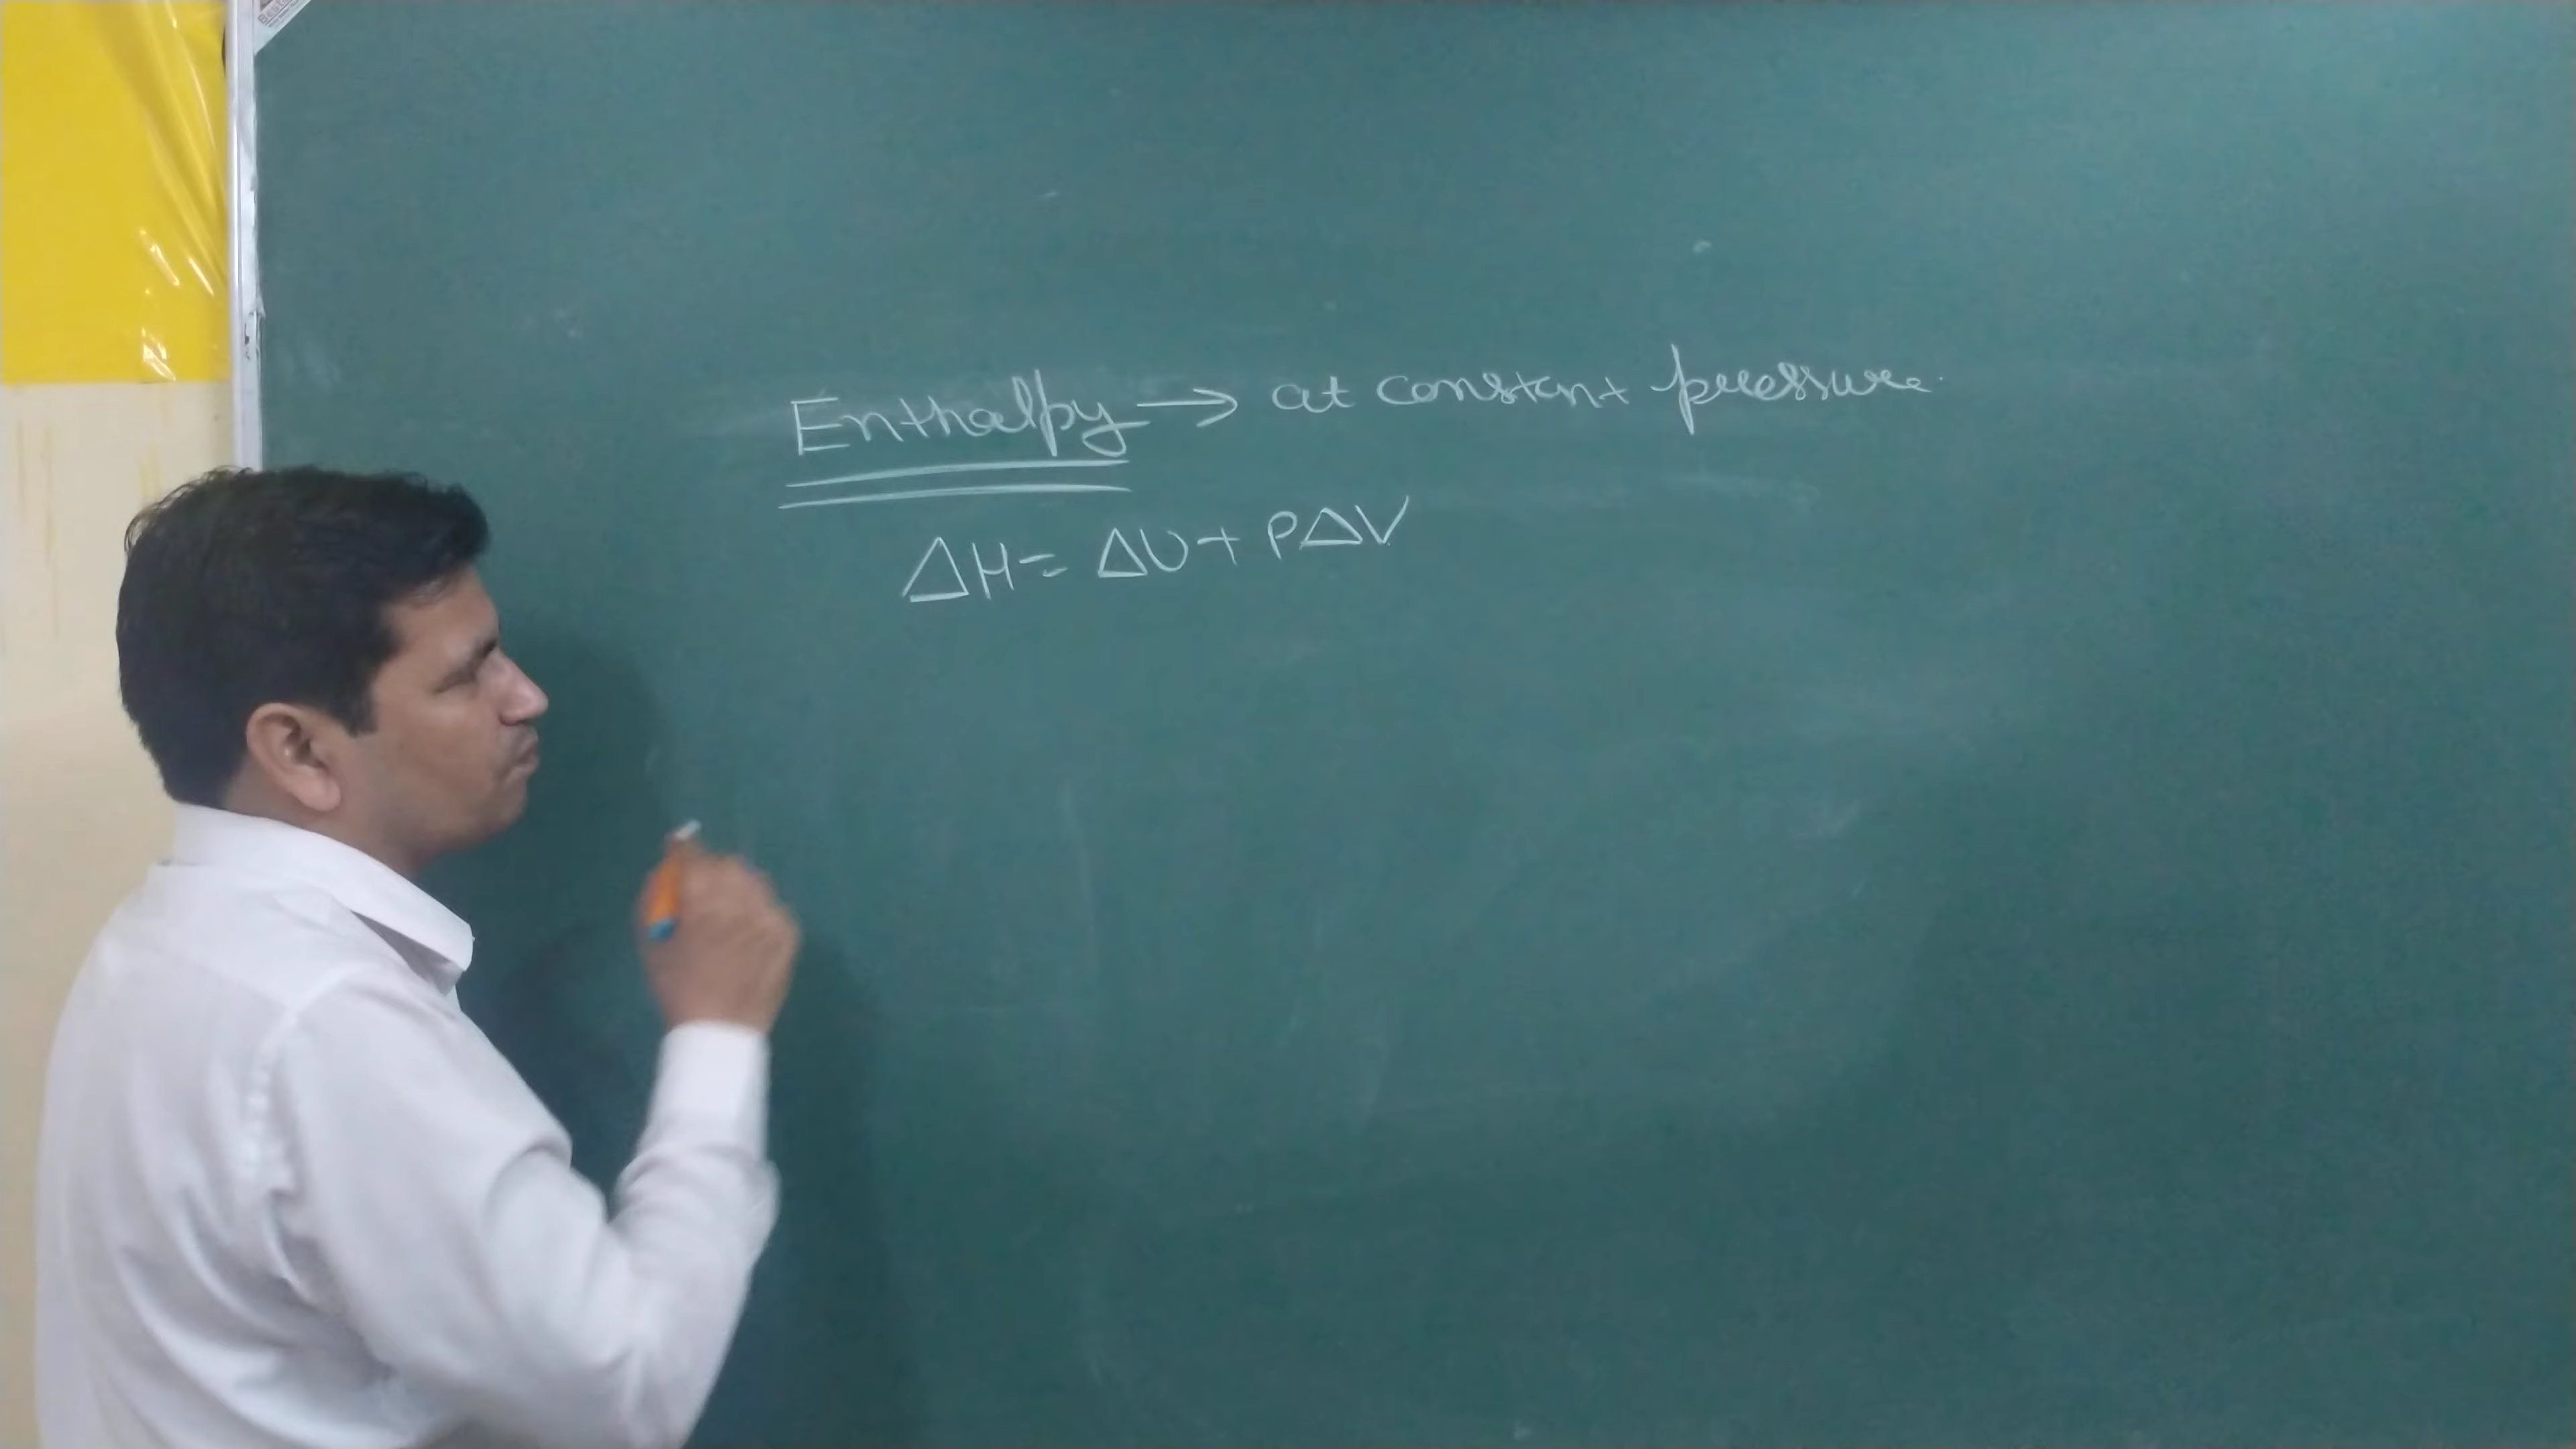 Enthalpy → at constant pressure.
ΔH = ΔU + PΔV